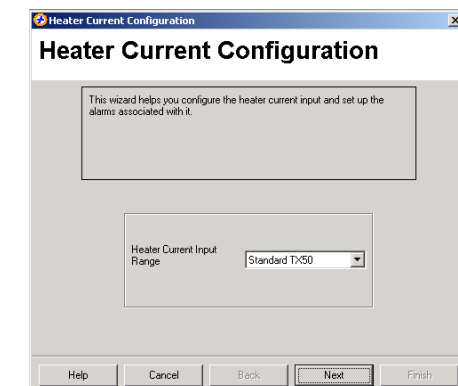 Heater Current Configuration
Heater Current Configuration
This wizard helps you configure the heater current input and set up the
alarms associated with it.
Heater Current Input
Range
Standard TX50
Help Cancel Back Next Finish